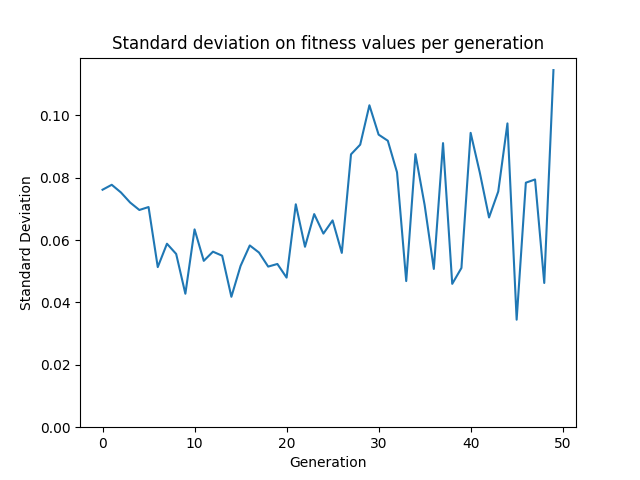 Standard deviation on fitness values per generation
Standard Deviation
0.10
0.08
0.06
0.04
0.02
0.00
0 10 20 30 40 50
Generation